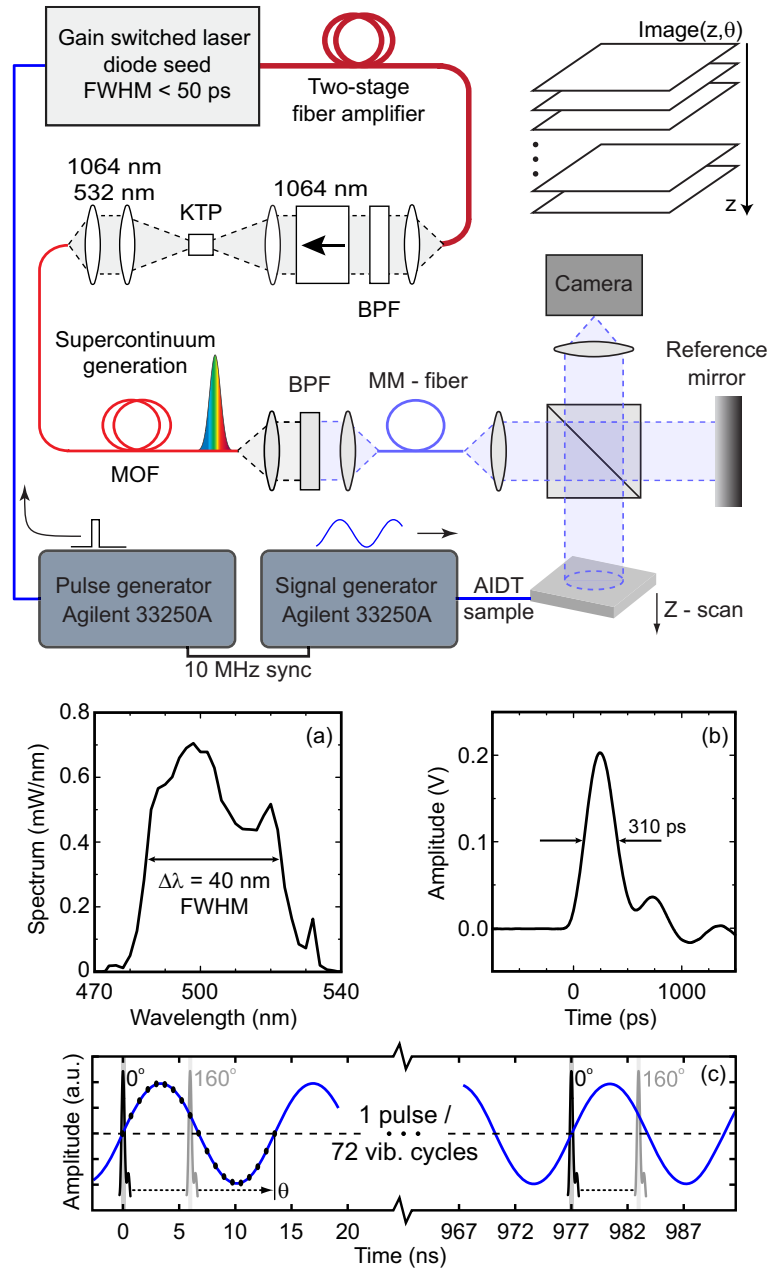 Gain switched laser
diode seed
FWHM < 50 ps
Two-stage
fiber amplifier
Image(z,θ)
z
1064 nm
532 nm
KTP
1064 nm
BPF
Camera
Supercontinuum
generation
MOF
BPF
MM - fiber
Reference
mirror
Pulse generator
Agilent 33250A
Signal generator
Agilent 33250A
AIDT
sample
Z - scan
10 MHz sync
(a)
Spectrum (mW/nm)
0.8
0.6
0.4
0.2
0
Δλ = 40 nm
FWHM
470
500
540
Wavelength (nm)
(b)
Amplitude (V)
0.2
0.1
0.0
310 ps
0
1000
Time (ps)
(c)
Amplitude (a.u.)
0°
160°
θ
1 pulse /
72 vib. cycles
0°
160°
0 5 10 15 20 967 972 977 982 987
Time (ns)